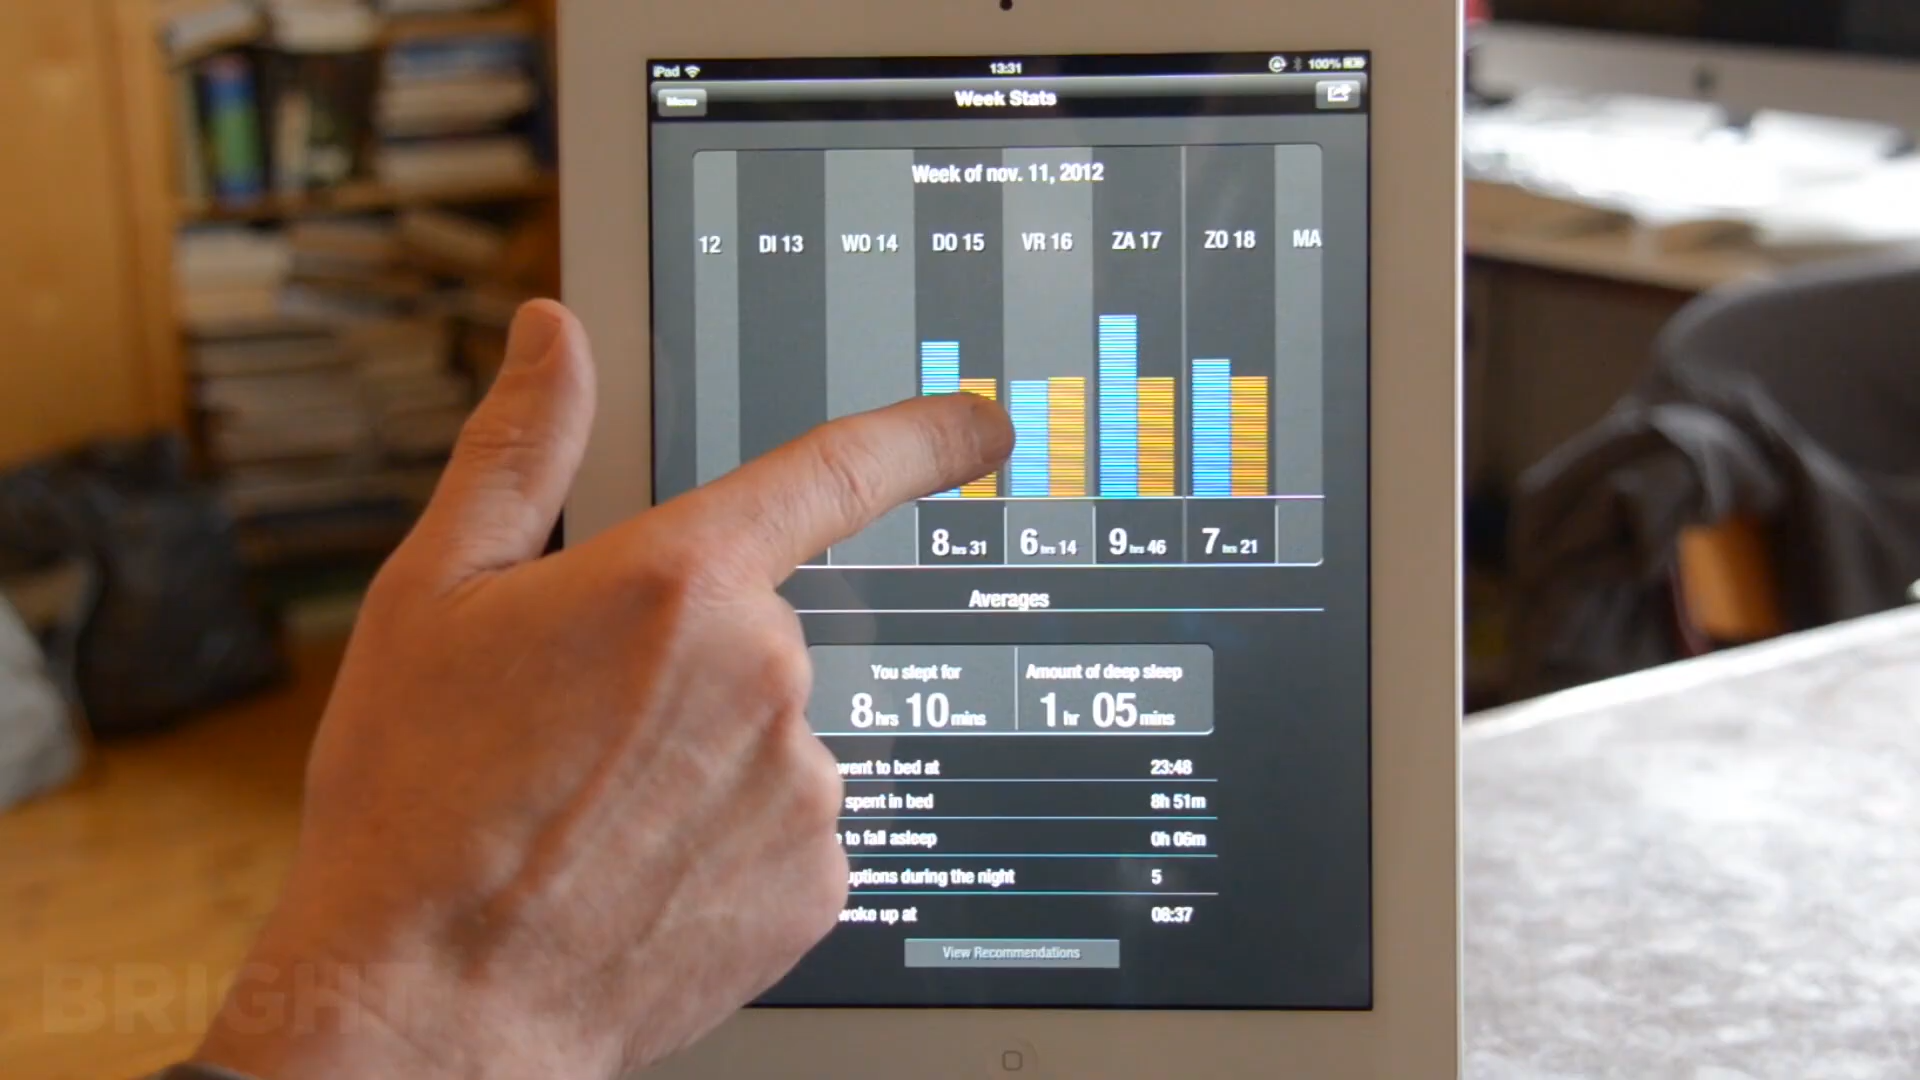 iPad 13:31 100%
Menu Week Stats
Week of nov. 11, 2012
12 DI 13 WO 14 DO 15 VR 16 ZA 17 ZO 18 MA
8 hrs 31 6 hrs 14 9 hrs 46 7 hrs 21
Averages
You slept for Amount of deep sleep
8 hrs 10 mins 1 hr 05 mins
went to bed at 23:48
spent in bed 8h 51m
to fall asleep 0h 06m
uptions during the night 5
woke up at 08:37
View Recommendations
BRIGHT